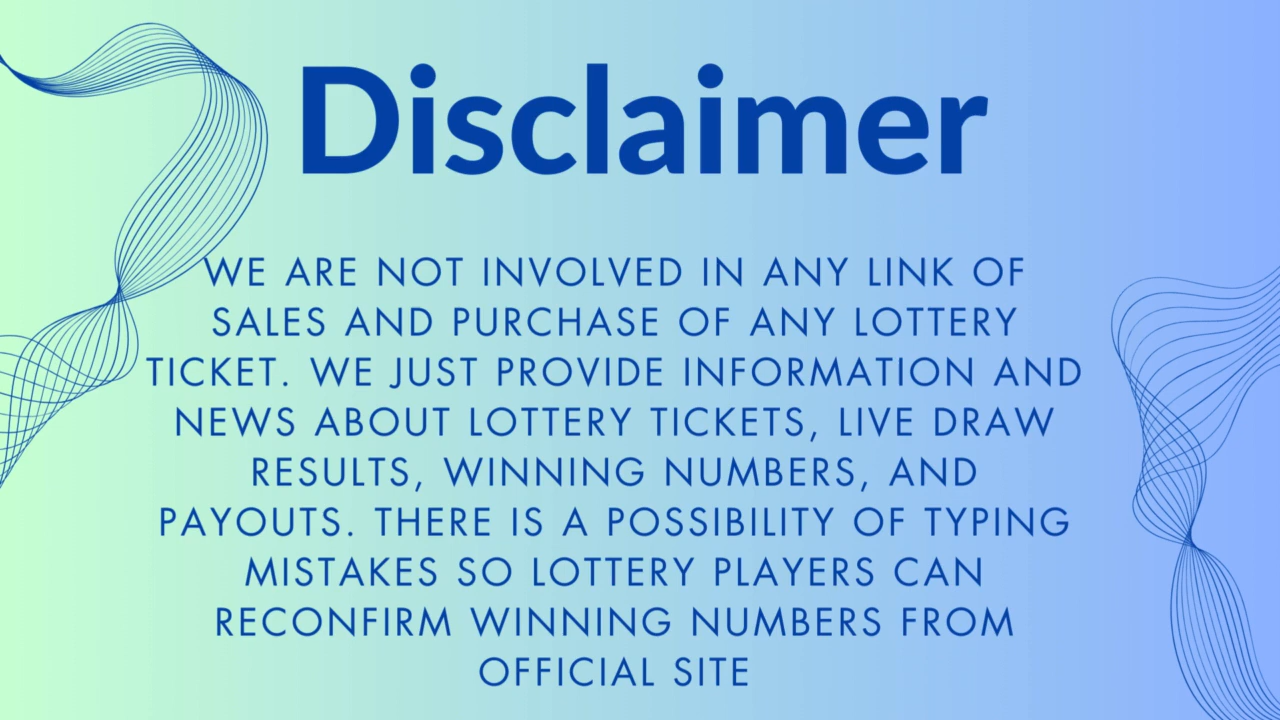 Disclaimer
WE ARE NOT INVOLVED IN ANY LINK OF
SALES AND PURCHASE OF ANY LOTTERY
TICKET. WE JUST PROVIDE INFORMATION AND
NEWS ABOUT LOTTERY TICKETS, LIVE DRAW
RESULTS, WINNING NUMBERS, AND
PAYOUTS. THERE IS A POSSIBILITY OF TYPING
MISTAKES SO LOTTERY PLAYERS CAN
RECONFIRM WINNING NUMBERS FROM
OFFICIAL SITE